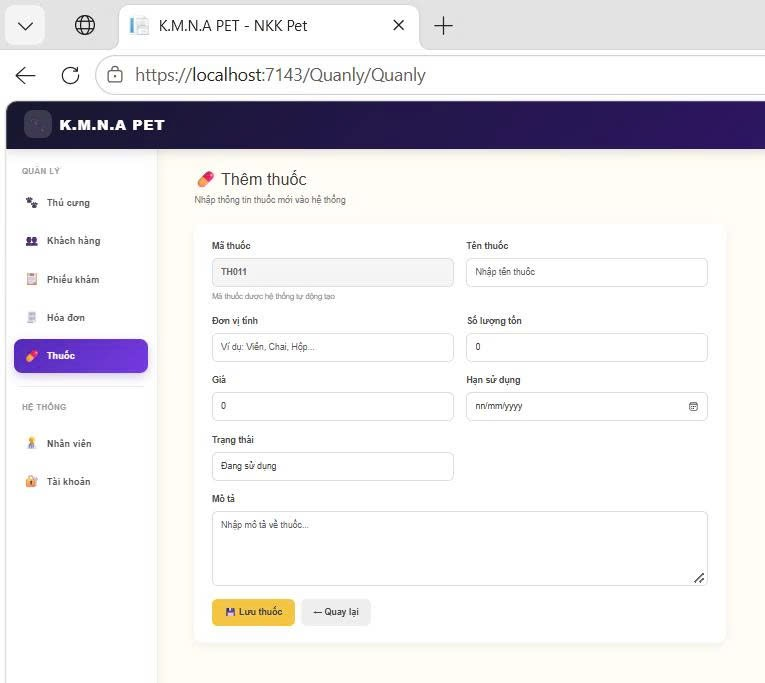 K.M.N.A PET - NKK Pet
https://localhost:7143/Quanly/Quanly
K.M.N.A PET
QUẢN LÝ
Thú cưng
Khách hàng
Phiếu khám
Hóa đơn
Thuốc
HỆ THỐNG
Nhân viên
Tài khoản
Thêm thuốc
Nhập thông tin thuốc mới vào hệ thống
Mã thuốc
Tên thuốc
TH011
Nhập tên thuốc
Mã thuốc được hệ thống tự động tạo
Đơn vị tính
Số lượng tồn
Ví dụ: Viên, Chai, Hộp...
0
Giá
Hạn sử dụng
0
nn/mm/yyyy
Trạng thái
Đang sử dụng
Mô tả
Nhập mô tả về thuốc...
Lưu thuốc
← Quay lại